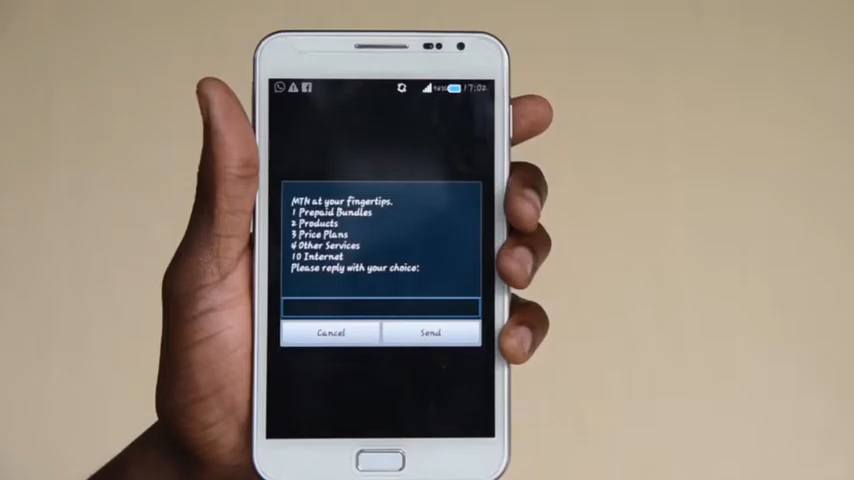 7:02
MTN at your fingertips.
1 Prepaid Bundles
2 Products
3 Price Plans
4 Other Services
10 Internet
Please reply with your choice:
Cancel
Send